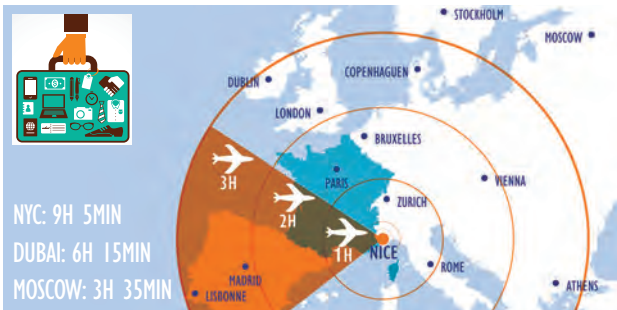 STOCKHOLM
MOSCOW
COPENHAGUEN
DUBLIN
LONDON
BRUXELLES
3H
PARIS
VIENNA
2H
ZURICH
NYC: 9H 5MIN
1H
NICE
DUBAI: 6H 15MIN
MADRID
ROME
MOSCOW: 3H 35MIN
LISBONNE
ATHENS